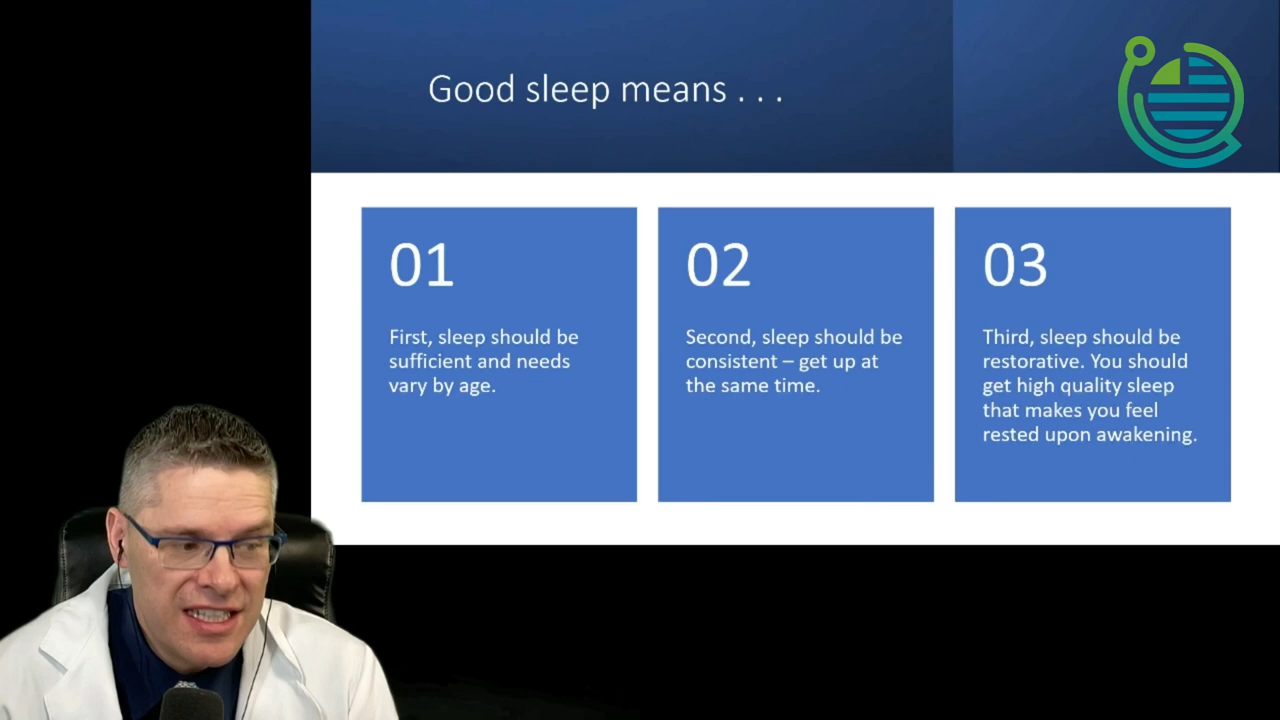 Good sleep means . . .
01
First, sleep should be
sufficient and needs
vary by age.
02
Second, sleep should be
consistent – get up at
the same time.
03
Third, sleep should be
restorative. You should
get high quality sleep
that makes you feel
rested upon awakening.